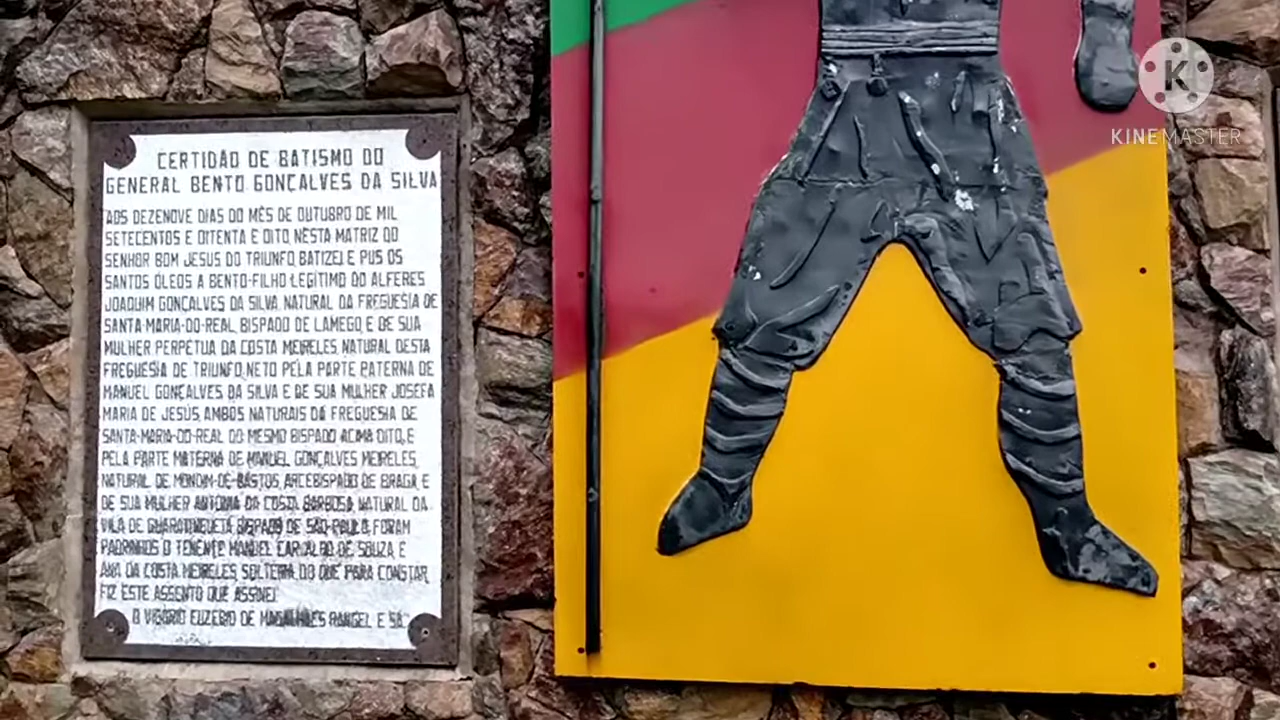 CERTIDÃO DE BATISMO DO
GENERAL BENTO GONÇALVES DA SILVA
AOS DEZENOVE DIAS DO MÊS DE OUTUBRO DE MIL
SETECENTOS E OITENTA E OITO, NESTA MATRIZ DO
SENHOR BOM JESUS DO TRIUNFO, BATIZEI E PUS OS
SANTOS ÓLEOS A BENTO-FILHO LEGÍTIMO DO ALFERES
JOAQUIM GONÇALVES DA SILVA NATURAL DA FREGUESIA DE
SANTA-MARIA-DO-REAL, BISPADO DE LAMEGO, E DE SUA
MULHER PERPETUA DA COSTA MEIRELES, NATURAL DESTA
FREGUESIA DE TRIUNFO, NETO PELA PARTE PATERNA DE
MANUEL GONÇALVES DA SILVA E DE SUA MULHER JOSEFA
MARIA DE JESUS, AMBOS NATURAIS DA FREGUESIA DE
SANTA-MARIA-DO-REAL DO MESMO BISPADO ACIMA DITO, E
PELA PARTE MATERNA DE MANUEL GONÇALVES MEIRELES,
NATURAL DE MONDIM-DE-BASTOS, ARCEBISPADO DE BRAGA, E
DE SUA MULHER ANTONIA DA COSTA BARBOSA NATURAL DA
VILA DE GUARATINGUETÁ BISPADO DE SÃO PAULO, FORAM
PADRINHOS O TENENTE MANUEL CARVALHO DE SOUZA, E
ANA DA COSTA MEIRELES, SOLTEIRA, DO QUE PARA CONSTAR,
FIZ ESTE ASSENTO QUE ASSINEI
O VIGÁRIO EUZEBIO DE MAGALHÃES RANGEL E SÁ
K
KINEMASTER